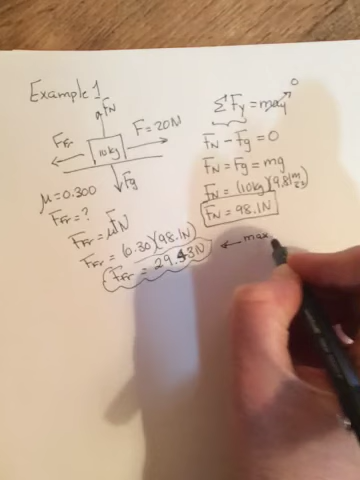 Example 1
F_N
F_fr
F = 20N
10kg
F_g
μ = 0.300
F_fr = ?
F_fr = μF_N
F_fr = (0.30)(98.1N)
F_fr = 29.43N
← max.
ΣF_y = ma_y 0
F_N - F_g = 0
F_N = F_g = mg
F_N = (10kg)(9.81 m/s²)
F_N = 98.1N